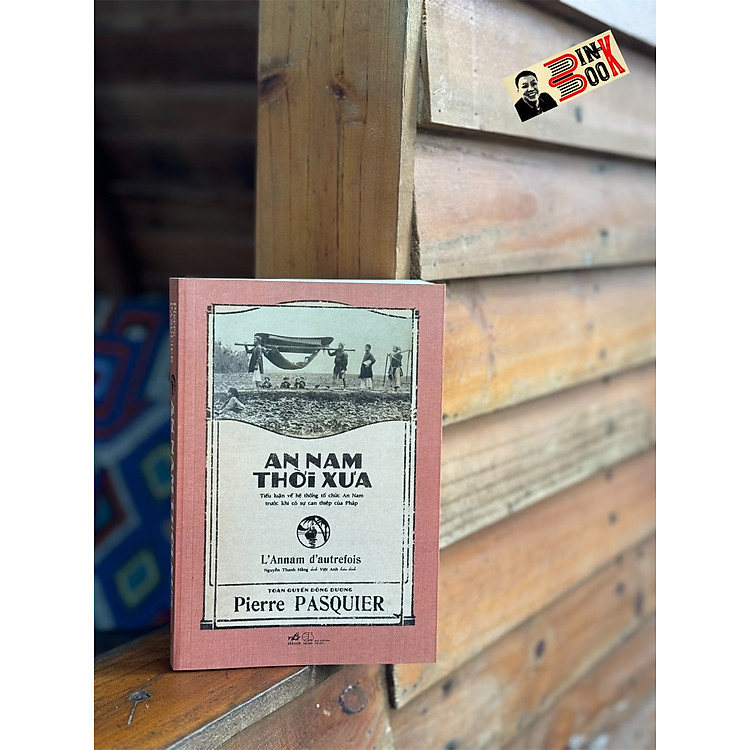 BINH
BOOK
AN NAM
THỜI XƯA
Tiểu luận về hệ thống tổ chức An Nam
trước khi có sự can thiệp của Pháp
L'Annam d'autrefois
Nguyễn Thanh Hằng dịch Việt Anh hiệu đính
TOÀN QUYỀN ĐÔNG DƯƠNG
Pierre PASQUIER